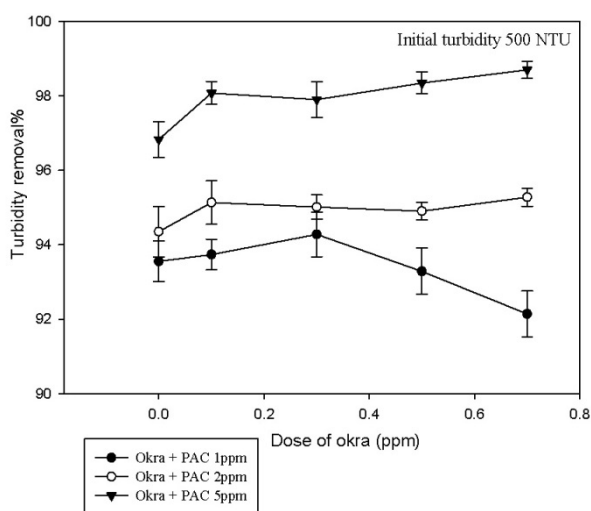 Initial turbidity 500 NTU
Turbidity removal%
100
98
96
94
92
90
0.0 0.2 0.4 0.6 0.8
Dose of okra (ppm)
Okra + PAC 1ppm
Okra + PAC 2ppm
Okra + PAC 5ppm